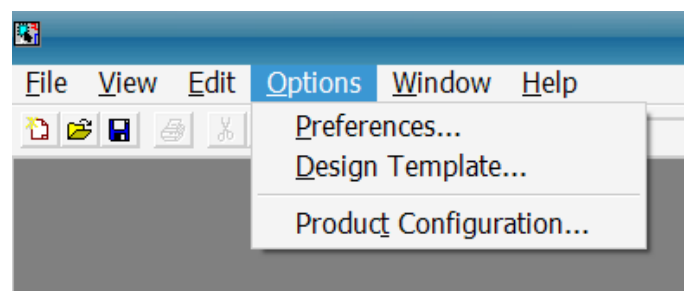 File View Edit Options Window Help
Preferences...
Design Template...
Product Configuration...